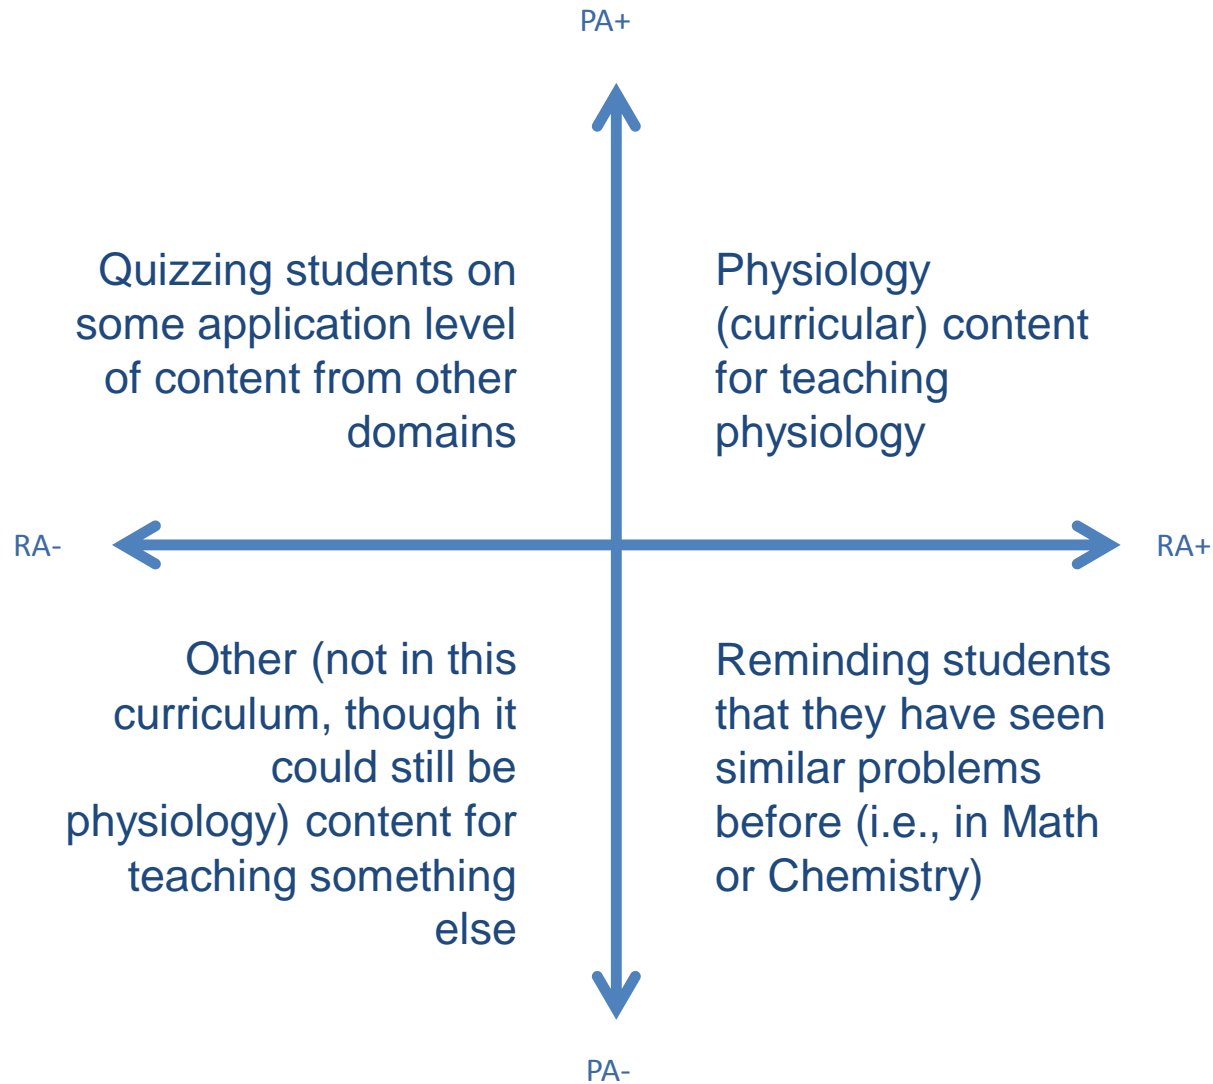 PA+
Quizzing students on
some application level
of content from other
domains
Physiology
(curricular) content
for teaching
physiology
RA-
RA+
Other (not in this
curriculum, though it
could still be
physiology) content for
teaching something
else
Reminding students
that they have seen
similar problems
before (i.e., in Math
or Chemistry)
PA-